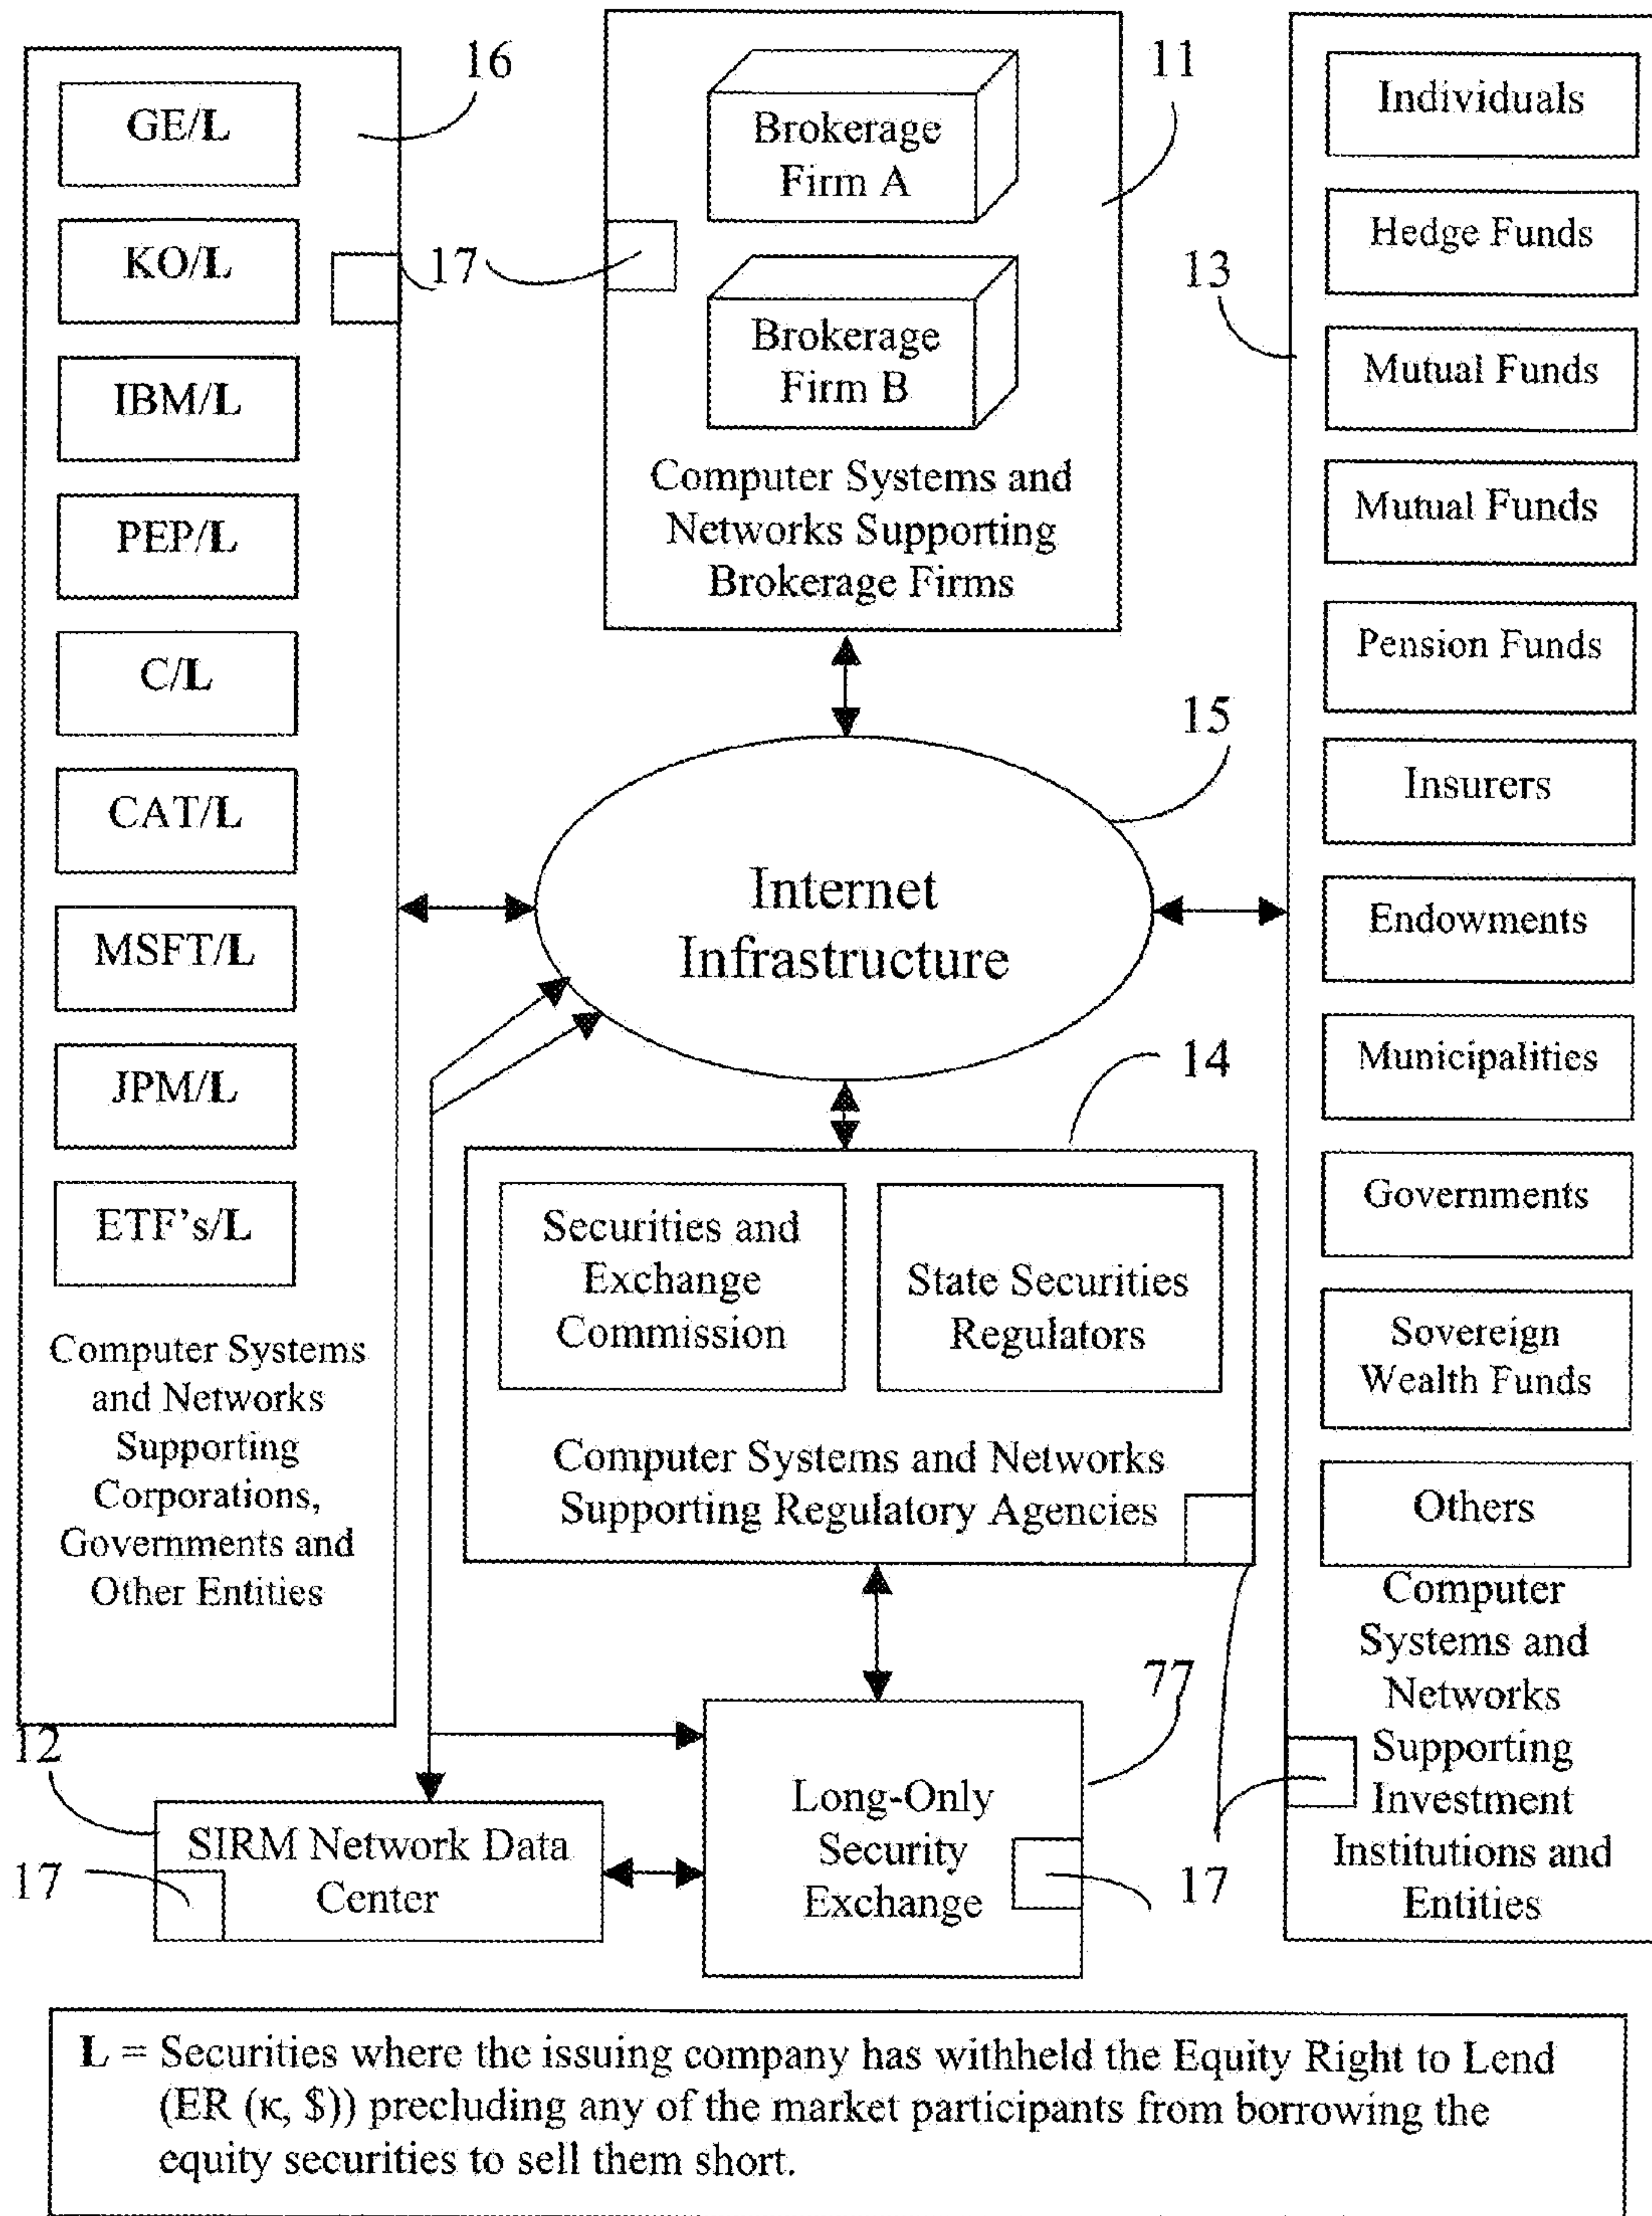 16
GE/L
KO/L
IBM/L
PEP/L
C/L
CAT/L
MSFT/L
JPM/L
ETF's/L
Computer Systems
and Networks
Supporting
Corporations,
Governments and
Other Entities
17
11
Brokerage
Firm A
Brokerage
Firm B
Computer Systems and
Networks Supporting
Brokerage Firms
15
Internet
Infrastructure
14
Securities and
Exchange
Commission
State Securities
Regulators
Computer Systems and Networks
Supporting Regulatory Agencies
13
Individuals
Hedge Funds
Mutual Funds
Mutual Funds
Pension Funds
Insurers
Endowments
Municipalities
Governments
Sovereign
Wealth Funds
Others
Computer
Systems and
Networks
Supporting
Investment
Institutions and
Entities
12
SIRM Network Data
Center
17
77
Long-Only
Security
Exchange
17
L = Securities where the issuing company has withheld the Equity Right to Lend
(ER (κ, $)) precluding any of the market participants from borrowing the
equity securities to sell them short.